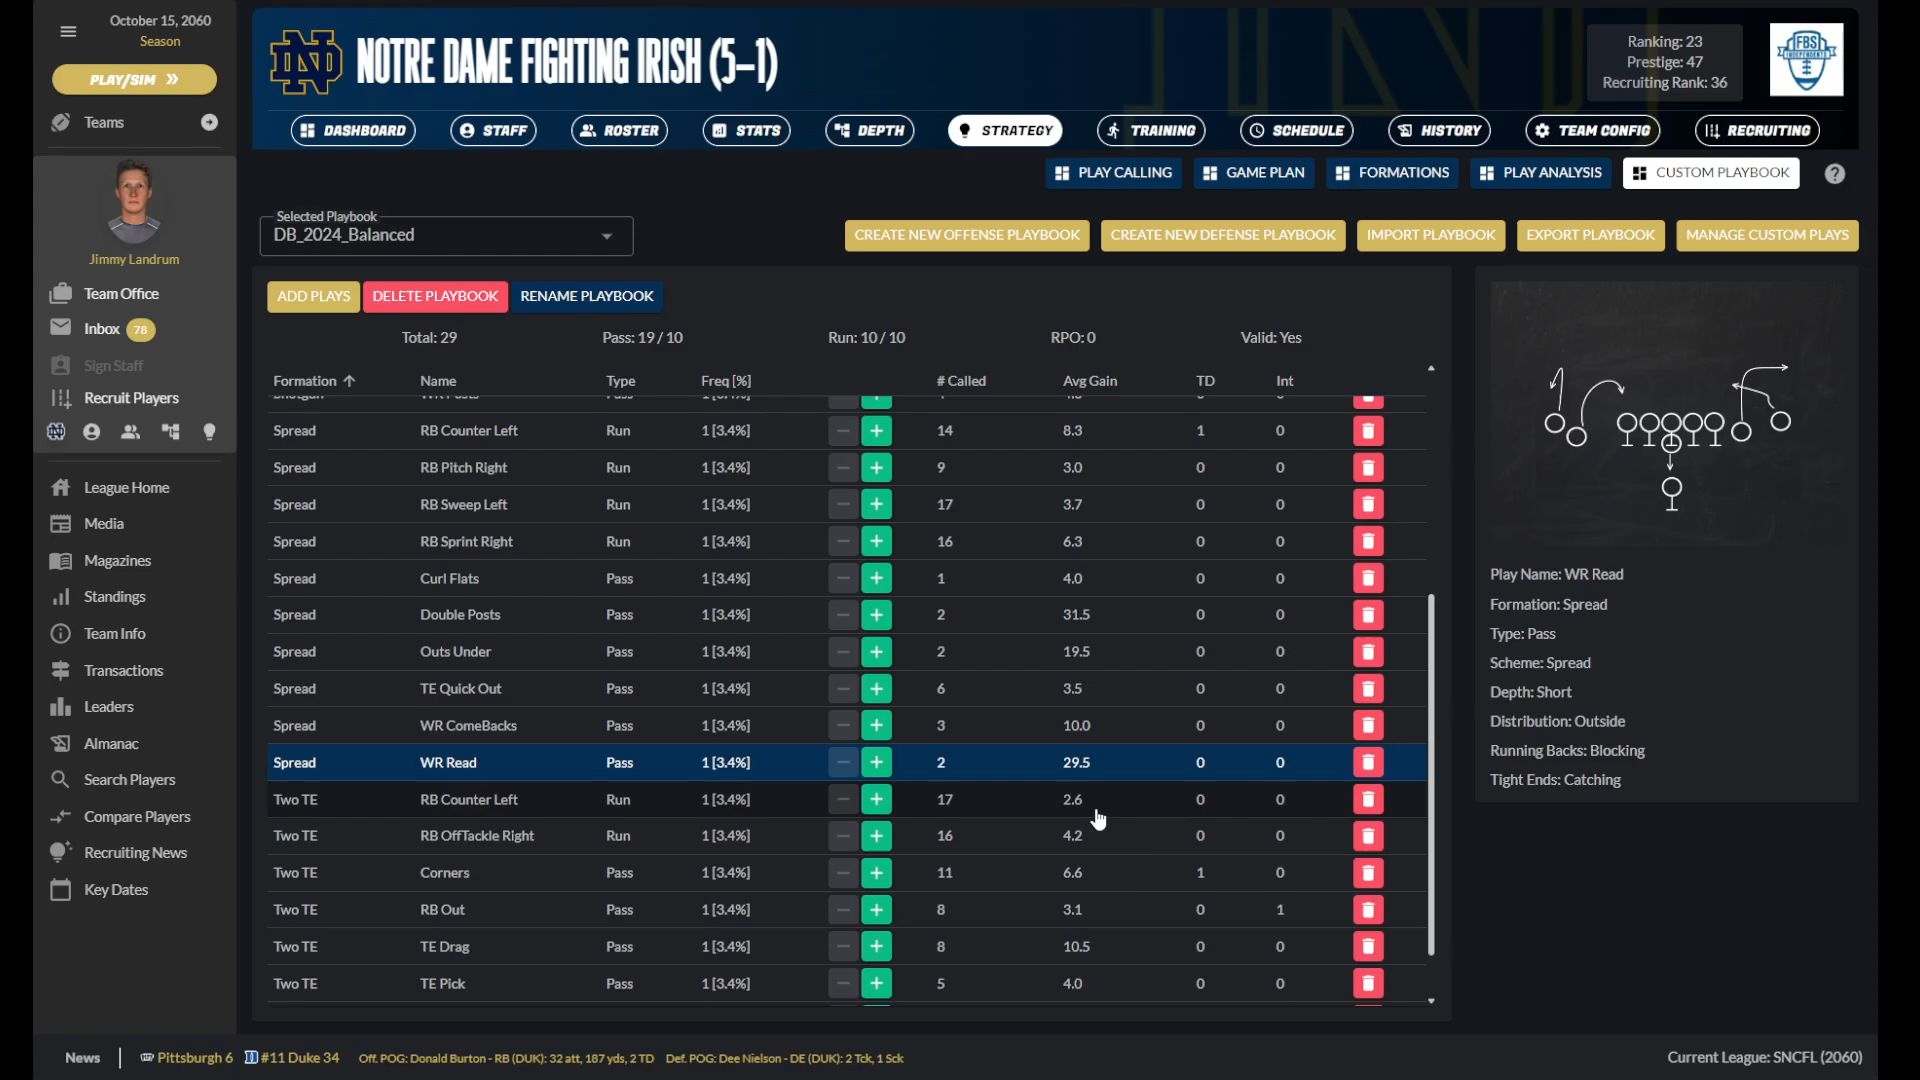 October 15, 2060
Season
PLAY/SIM
Teams
Jimmy Landrum
Team Office
Inbox 78
Sign Staff
Recruit Players
League Home
Media
Magazines
Standings
Team Info
Transactions
Leaders
Almanac
Search Players
Compare Players
Recruiting News
Key Dates
NOTRE DAME FIGHTING IRISH (5–1)
Ranking: 23
Prestige: 47
Recruiting Rank: 36
FBS
DASHBOARD STAFF ROSTER STATS DEPTH STRATEGY TRAINING SCHEDULE HISTORY TEAM CONFIG RECRUITING
PLAY CALLING GAME PLAN FORMATIONS PLAY ANALYSIS CUSTOM PLAYBOOK ?
Selected Playbook
DB_2024_Balanced
CREATE NEW OFFENSE PLAYBOOK CREATE NEW DEFENSE PLAYBOOK IMPORT PLAYBOOK EXPORT PLAYBOOK MANAGE CUSTOM PLAYS
ADD PLAYS DELETE PLAYBOOK RENAME PLAYBOOK
Total: 29 Pass: 19 / 10 Run: 10 / 10 RPO: 0 Valid: Yes
Formation Name Type Freq [%] # Called Avg Gain TD Int
Spread RB Counter Left Run 1 [3.4%] 14 8.3 1 0
Spread RB Pitch Right Run 1 [3.4%] 9 3.0 0 0
Spread RB Sweep Left Run 1 [3.4%] 17 3.7 0 0
Spread RB Sprint Right Run 1 [3.4%] 16 6.3 0 0
Spread Curl Flats Pass 1 [3.4%] 1 4.0 0 0
Spread Double Posts Pass 1 [3.4%] 2 31.5 0 0
Spread Outs Under Pass 1 [3.4%] 2 19.5 0 0
Spread TE Quick Out Pass 1 [3.4%] 6 3.5 0 0
Spread WR ComeBacks Pass 1 [3.4%] 3 10.0 0 0
Spread WR Read Pass 1 [3.4%] 2 29.5 0 0
Two TE RB Counter Left Run 1 [3.4%] 17 2.6 0 0
Two TE RB OffTackle Right Run 1 [3.4%] 16 4.2 0 0
Two TE Corners Pass 1 [3.4%] 11 6.6 1 0
Two TE RB Out Pass 1 [3.4%] 8 3.1 0 1
Two TE TE Drag Pass 1 [3.4%] 8 10.5 0 0
Two TE TE Pick Pass 1 [3.4%] 5 4.0 0 0
Play Name: WR Read
Formation: Spread
Type: Pass
Scheme: Spread
Depth: Short
Distribution: Outside
Running Backs: Blocking
Tight Ends: Catching
News Pittsburgh 6 #11 Duke 34 Off. POG: Donald Burton - RB (DUK): 32 att, 187 yds, 2 TD Def. POG: Dee Nielson - DE (DUK): 2 Tck, 1 Sck
Current League: SNCFL (2060)